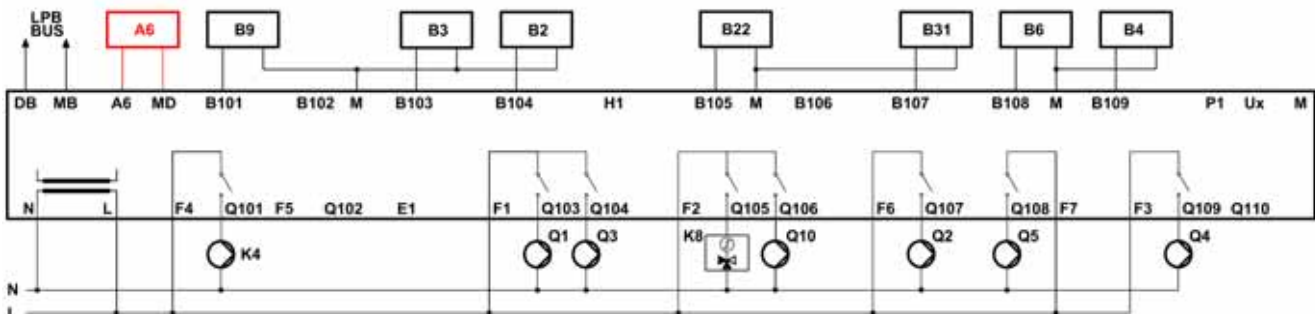 LPB
BUS
A6 B9 B3 B2 B22 B31 B6 B4
DB MB A6 MD B101 B102 M B103 B104 H1 B105 M B106 B107 B108 M B109 P1 Ux M
N L F4 Q101 F5 Q102 E1 F1 Q103 Q104 F2 Q105 Q106 F6 Q107 Q108 F7 F3 Q109 Q110
K4 Q1 Q3 K8 Q10 Q2 Q5 Q4
N
L